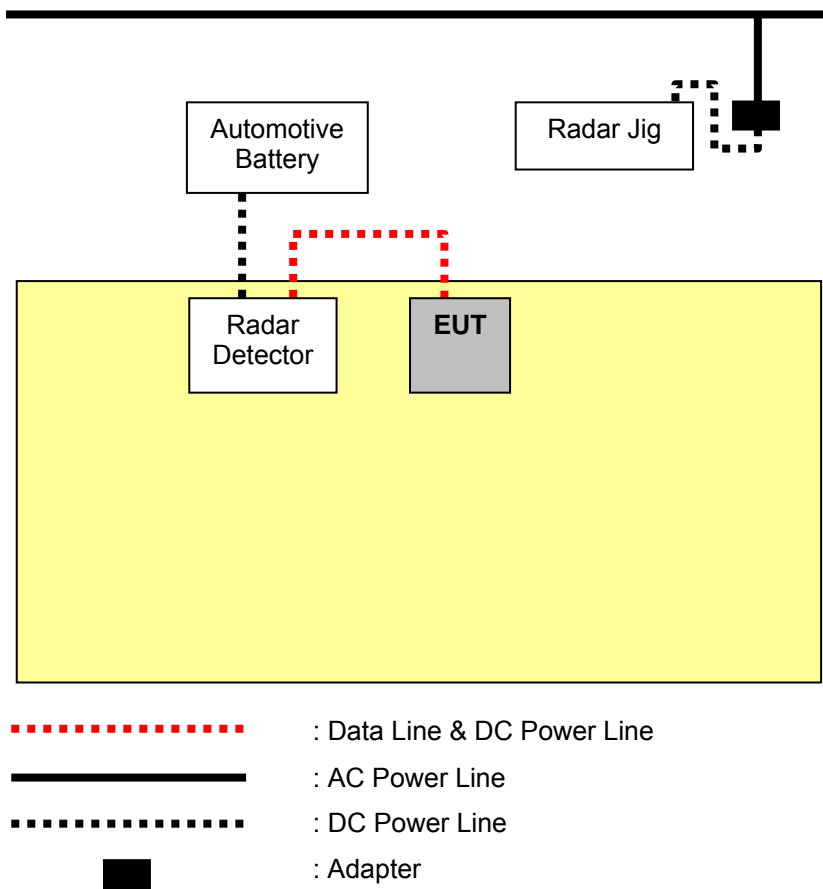 Automotive
Battery
Radar Jig
Radar
Detector
EUT
: Data Line & DC Power Line
: AC Power Line
: DC Power Line
: Adapter